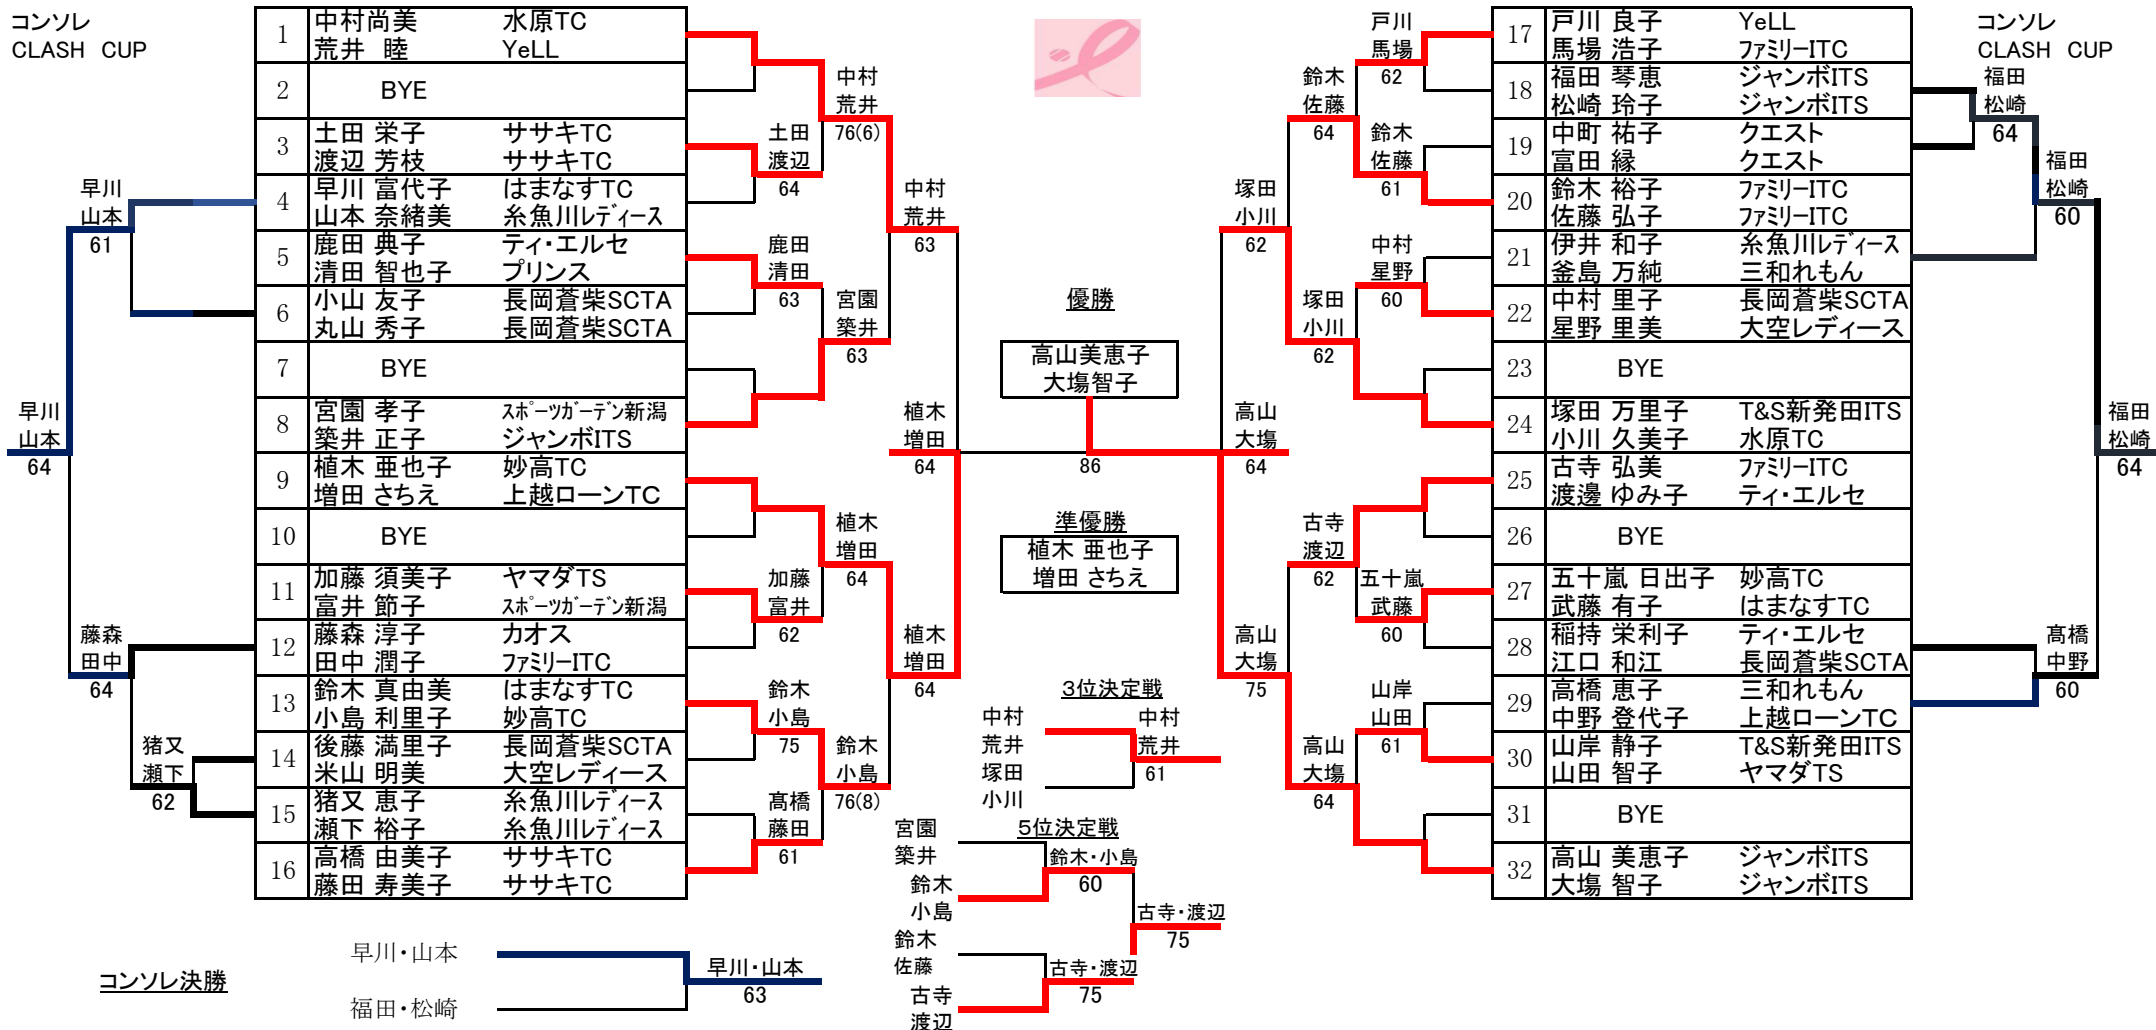 コンソレ
CLASH CUP
1 中村尚美 水原TC
荒井 睦 YeLL
2 BYE
3 土田 栄子 ササキTC
渡辺 芳枝 ササキTC
4 早川 富代子 はまなすTC
山本 奈緒美 糸魚川レディース
5 鹿田 典子 ティ・エルセ
清田 智也子 プリンス
6 小山 友子 長岡蒼柴SCTA
丸山 秀子 長岡蒼柴SCTA
7 BYE
8 宮園 孝子 スポーツガーデン新潟
築井 正子 ジャンボITS
9 植木 亜也子 妙高TC
増田 さちえ 上越ローンTC
10 BYE
11 加藤 須美子 ヤマダTS
富井 節子 スポーツガーデン新潟
12 藤森 淳子 カオス
田中 潤子 ファミリーITC
13 鈴木 真由美 はまなすTC
小島 利里子 妙高TC
14 後藤 満里子 長岡蒼柴SCTA
米山 明美 大空レディース
15 猪又 恵子 糸魚川レディース
瀬下 裕子 糸魚川レディース
16 高橋 由美子 ササキTC
藤田 寿美子 ササキTC
早川
山本
61
早川
山本
64
藤森
田中
64
猪又
瀬下
62
土田
渡辺
64
鹿田
清田
63
加藤
富井
62
鈴木
小島
75
髙橋
藤田
61
中村
荒井
76(6)
宮園
築井
63
植木
増田
64
鈴木
小島
76(8)
中村
荒井
63
植木
増田
64
植木
増田
64
優勝
高山美恵子
大塲智子
86
準優勝
植木 亜也子
増田 さちえ
3位決定戦
中村
荒井
塚田
小川
中村
荒井
61
5位決定戦
宮園
築井
鈴木
小島
鈴木・小島
60
鈴木
佐藤
古寺
渡辺
古寺・渡辺
75
古寺・渡辺
75
高山
大塲
64
塚田
小川
62
高山
大塲
75
鈴木
佐藤
64
塚田
小川
62
古寺
渡辺
62
高山
大塲
64
戸川
馬場
62
鈴木
佐藤
61
中村
星野
60
五十嵐
武藤
60
山岸
山田
61
17 戸川 良子 YeLL
馬場 浩子 ファミリーITC
18 福田 琴恵 ジャンボITS
松崎 玲子 ジャンボITS
19 中町 祐子 クエスト
富田 縁 クエスト
20 鈴木 裕子 ファミリーITC
佐藤 弘子 ファミリーITC
21 伊井 和子 糸魚川レディース
釜島 万純 三和れもん
22 中村 里子 長岡蒼柴SCTA
星野 里美 大空レディース
23 BYE
24 塚田 万里子 T&S新発田ITS
小川 久美子 水原TC
25 古寺 弘美 ファミリーITC
渡邊 ゆみ子 ティ・エルセ
26 BYE
27 五十嵐 日出子 妙高TC
武藤 有子 はまなすTC
28 稲持 栄利子 ティ・エルセ
江口 和江 長岡蒼柴SCTA
29 高橋 恵子 三和れもん
中野 登代子 上越ローンTC
30 山岸 静子 T&S新発田ITS
山田 智子 ヤマダTS
31 BYE
32 高山 美恵子 ジャンボITS
大塲 智子 ジャンボITS
コンソレ
CLASH CUP
福田
松崎
64
福田
松崎
60
福田
松崎
64
髙橋
中野
60
コンソレ決勝
早川・山本
福田・松崎
早川・山本
63